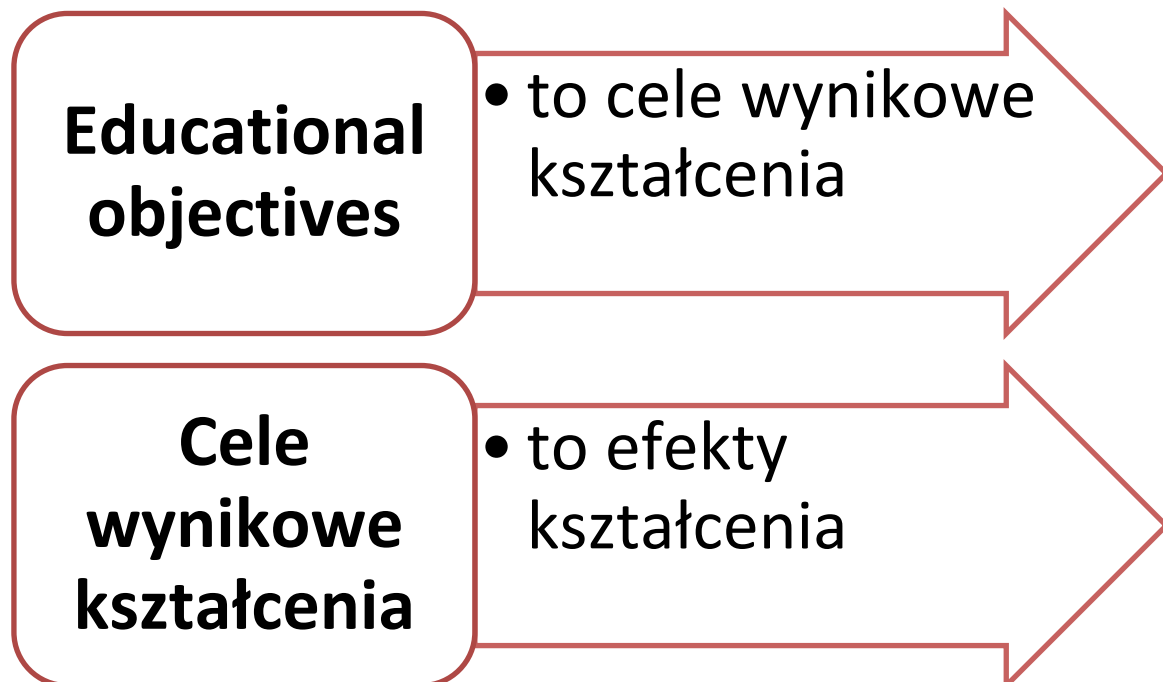 Educational
objectives
• to cele wynikowe
kształcenia
Cele
wynikowe
kształcenia
• to efekty
kształcenia